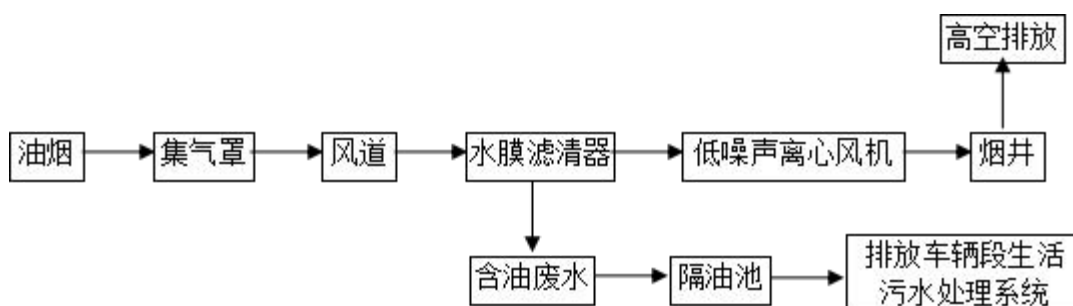 高空排放
油烟
集气罩
风道
水膜滤清器
低噪声离心风机
烟井
含油废水
隔油池
排放车辆段生活
污水处理系统